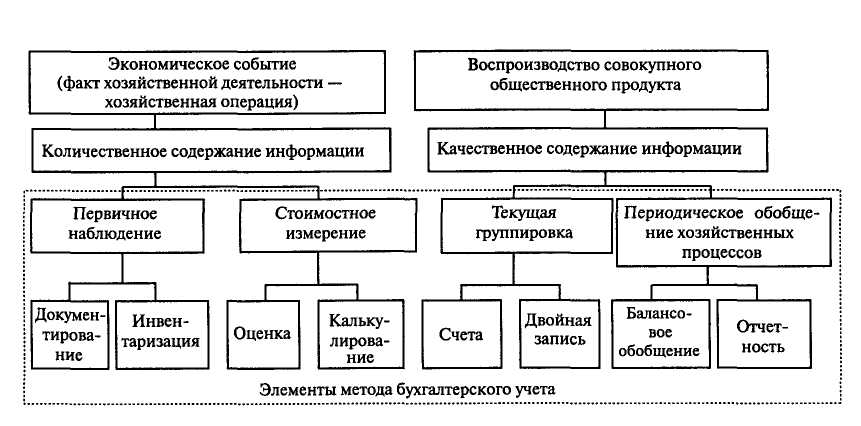 Экономическое событие
(факт хозяйственной деятельности —
хозяйственная операция)
Воспроизводство совокупного
общественного продукта
Количественное содержание информации
Качественное содержание информации
Первичное
наблюдение
Стоимостное
измерение
Текущая
группировка
Периодическое обобще-
ние хозяйственных
процессов
Докумен-
тирова-
ние
Инвен-
таризация
Оценка
Кальку-
лирова-
ние
Счета
Двойная
запись
Балансо-
вое
обобщение
Отчет-
ность
Элементы метода бухгалтерского учета